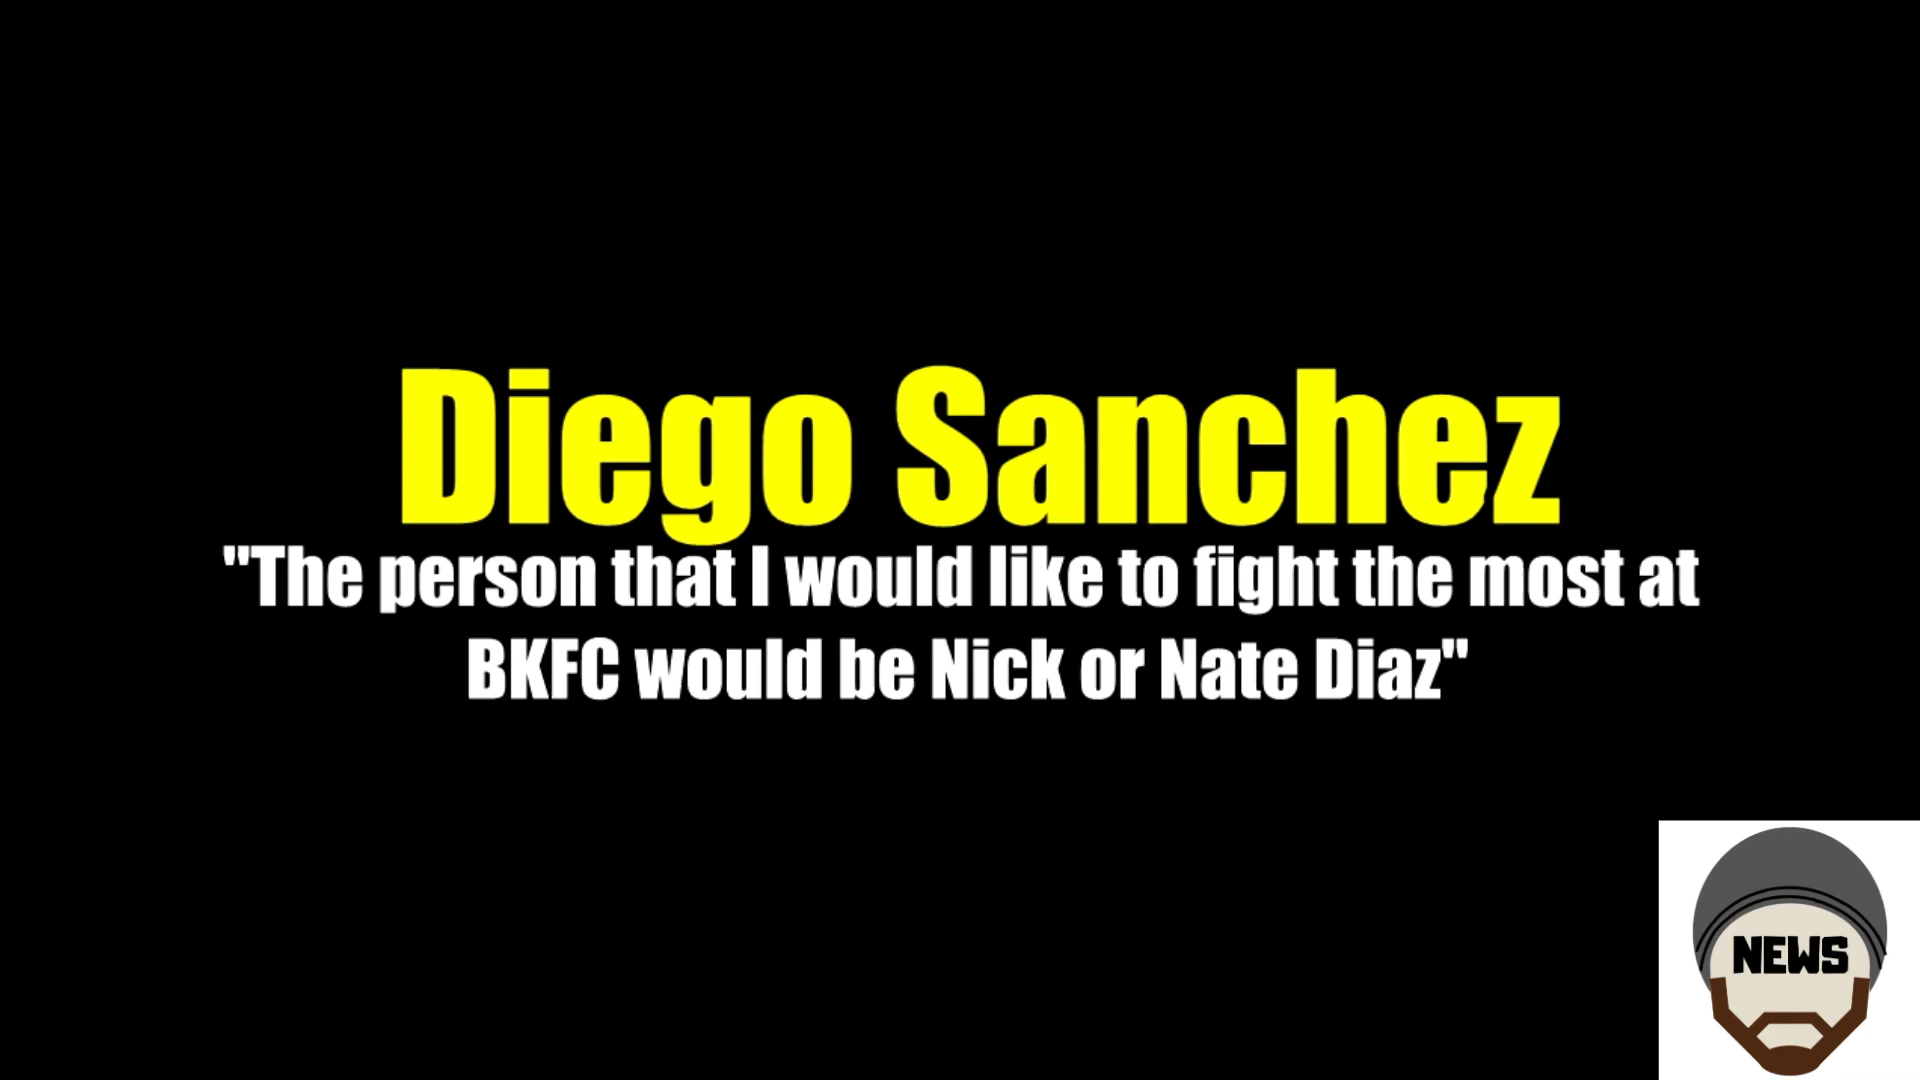 Diego Sanchez
"The person that I would like to fight the most at
BKFC would be Nick or Nate Diaz"
NEWS